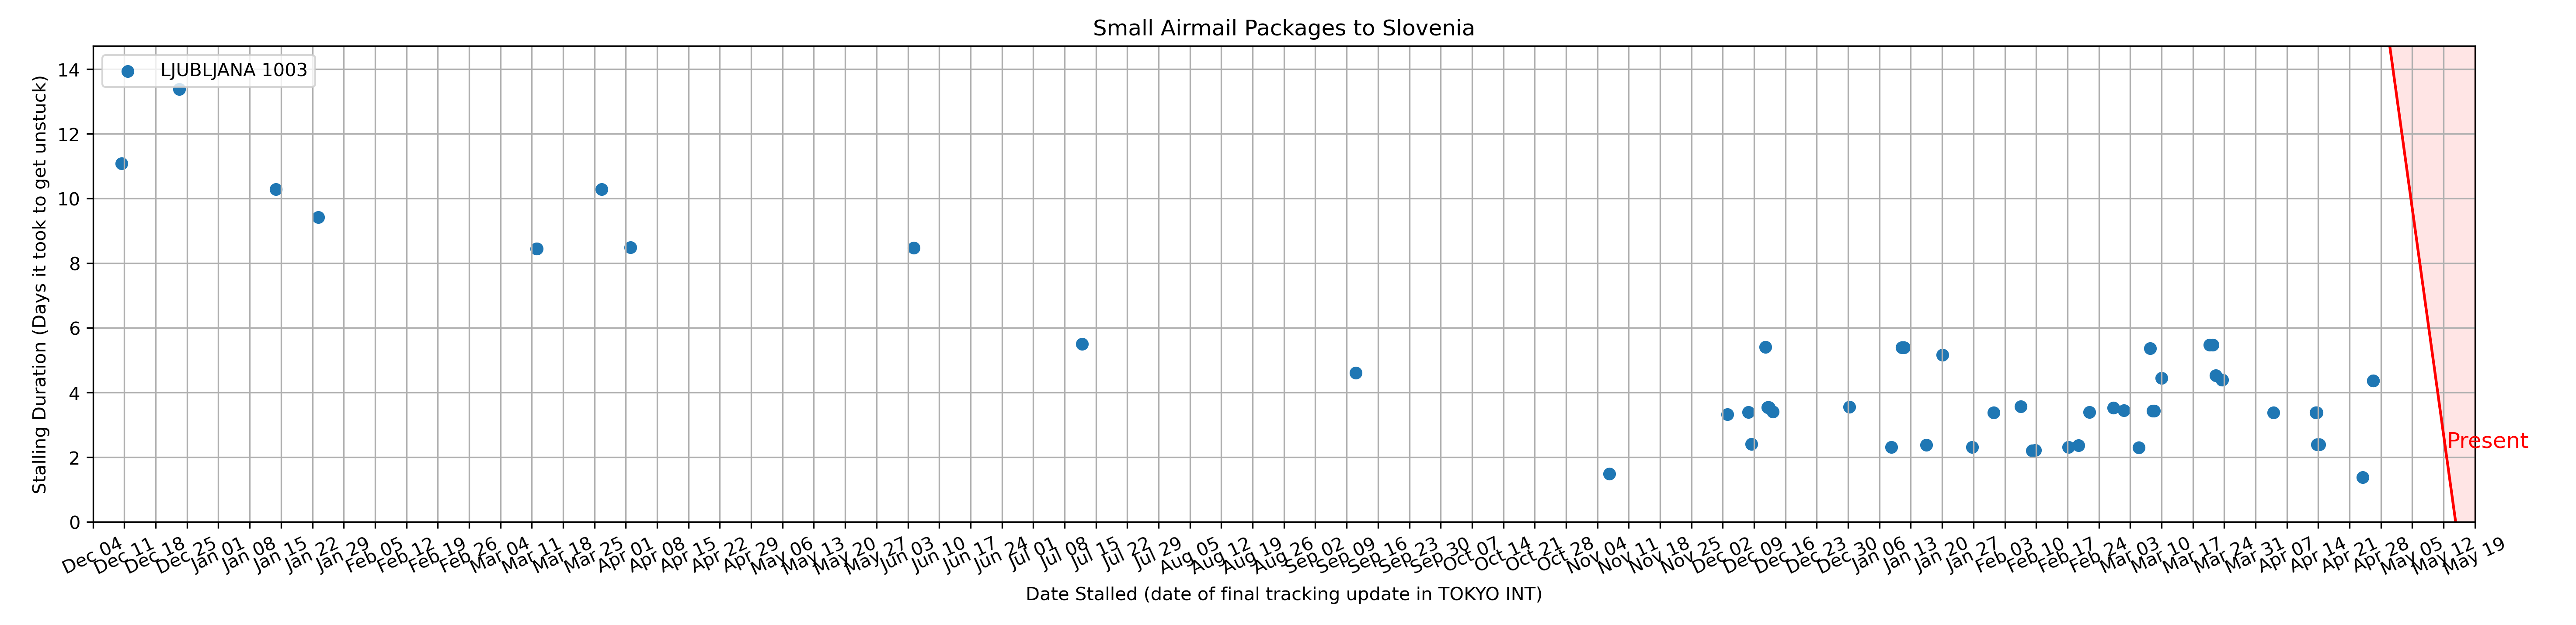 Small Airmail Packages to Slovenia
LJUBLJANA 1003
Stalling Duration (Days it took to get unstuck)
14
12
10
8
6
4
2
0
Present
Dec 04 Dec 11 Dec 18 Dec 25 Jan 01 Jan 08 Jan 15 Jan 22 Jan 29 Feb 05 Feb 12 Feb 19 Feb 26 Mar 04 Mar 11 Mar 18 Mar 25 Apr 01 Apr 08 Apr 15 Apr 22 Apr 29 May 06 May 13 May 20 May 27 Jun 03 Jun 10 Jun 17 Jun 24 Jul 01 Jul 08 Jul 15 Jul 22 Jul 29 Aug 05 Aug 12 Aug 19 Aug 26 Sep 02 Sep 09 Sep 16 Sep 23 Sep 30 Oct 07 Oct 14 Oct 21 Oct 28 Nov 04 Nov 11 Nov 18 Nov 25 Dec 02 Dec 09 Dec 16 Dec 23 Dec 30 Jan 06 Jan 13 Jan 20 Jan 27 Feb 03 Feb 10 Feb 17 Feb 24 Mar 03 Mar 10 Mar 17 Mar 24 Mar 31 Apr 07 Apr 14 Apr 21 Apr 28 May 05 May 12 May 19
Date Stalled (date of final tracking update in TOKYO INT)